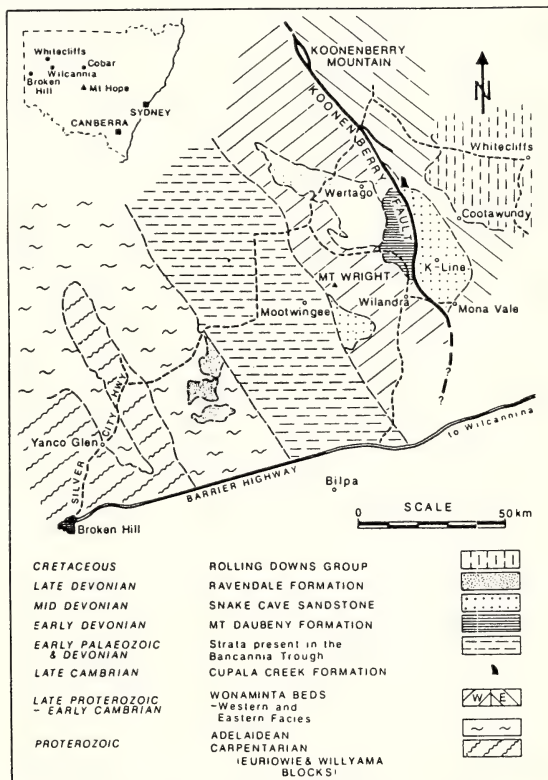 Whitecliffs
Cobar
Wilcannia
Broken
Hill
Mt Hope
SYDNEY
CANBERRA
KOONENBERRY
MOUNTAIN
N
KOONENBERRY FAULT
Whitecliffs
Wertago
Cootawundy
MT WRIGHT
K-Line
Mootwingee
Wilandra
Mona Vale
?
?
SILVER CITY HWY
Yanco Glen
to Wilcannina
BARRIER HIGHWAY
Bilpa
Broken Hill
SCALE
0 50 km
CRETACEOUS ROLLING DOWNS GROUP
LATE DEVONIAN RAVENDALE FORMATION
MID DEVONIAN SNAKE CAVE SANDSTONE
EARLY DEVONIAN MT DAUBENY FORMATION
EARLY PALAEOZOIC Strata present in the
& DEVONIAN Bancannia Trough
LATE CAMBRIAN CUPALA CREEK FORMATION
LATE PROTEROZOIC WONAMINTA BEDS W E
- EARLY CAMBRIAN -Western and
Eastern Facies
PROTEROZOIC ADELAIDEAN
CARPENTARIAN
(EURIOWIE & WILLYAMA
BLOCKS)